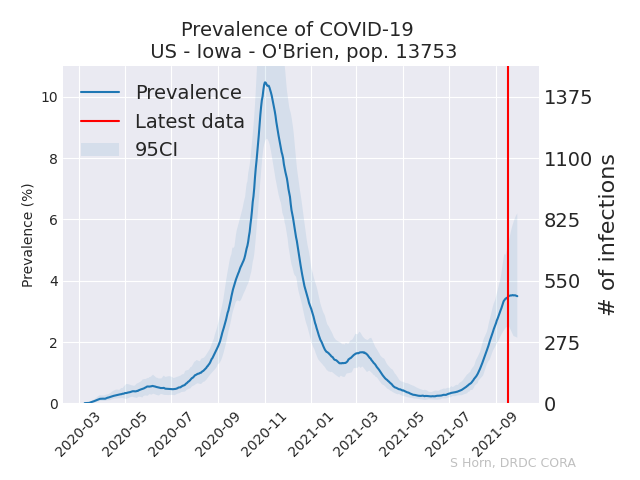 Prevalence of COVID-19
US - Iowa - O'Brien, pop. 13753
Prevalence
Latest data
95CI
Prevalence (%)
10
8
6
4
2
0
1375
1100
825
550
275
0
# of infections
2020-03
2020-05
2020-07
2020-09
2020-11
2021-01
2021-03
2021-05
2021-07
2021-09
S Horn, DRDC CORA